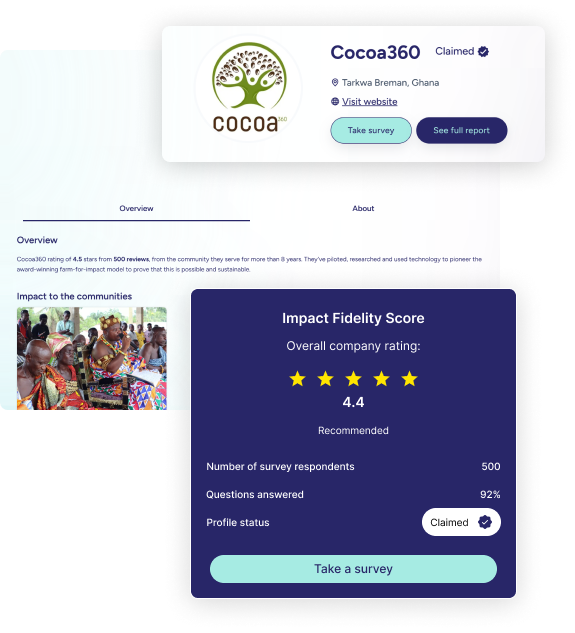 Cocoa360
Claimed
cocoa360
Tarkwa Breman, Ghana
Visit website
Take survey
See full report
Overview
About
Overview
Cocoa360 rating of 4.5 stars from 500 reviews, from the community they serve for more than 8 years. They've piloted, researched and used technology to pioneer the
award-winning farm-for-impact model to prove that this is possible and sustainable.
Impact to the communities
Impact Fidelity Score
Overall company rating:
4.4
Recommended
Number of survey respondents 500
Questions answered 92%
Profile status Claimed
Take a survey